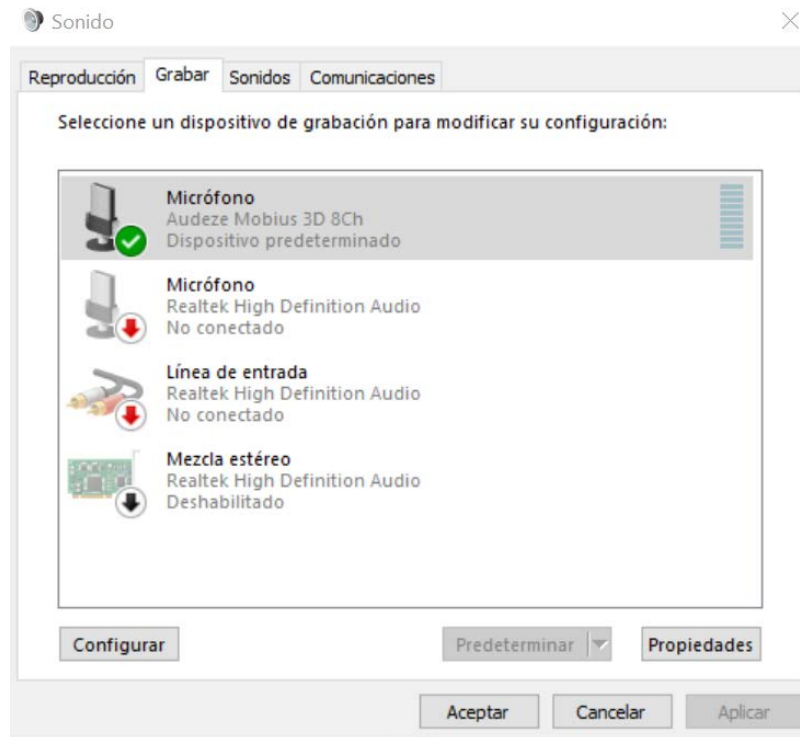 Sonido
Reproducción Grabar Sonidos Comunicaciones
Seleccione un dispositivo de grabación para modificar su configuración:
Micrófono
Audeze Mobius 3D 8Ch
Dispositivo predeterminado
Micrófono
Realtek High Definition Audio
No conectado
Línea de entrada
Realtek High Definition Audio
No conectado
Mezcla estéreo
Realtek High Definition Audio
Deshabilitado
Configurar Predeterminar Propiedades
Aceptar Cancelar Aplicar